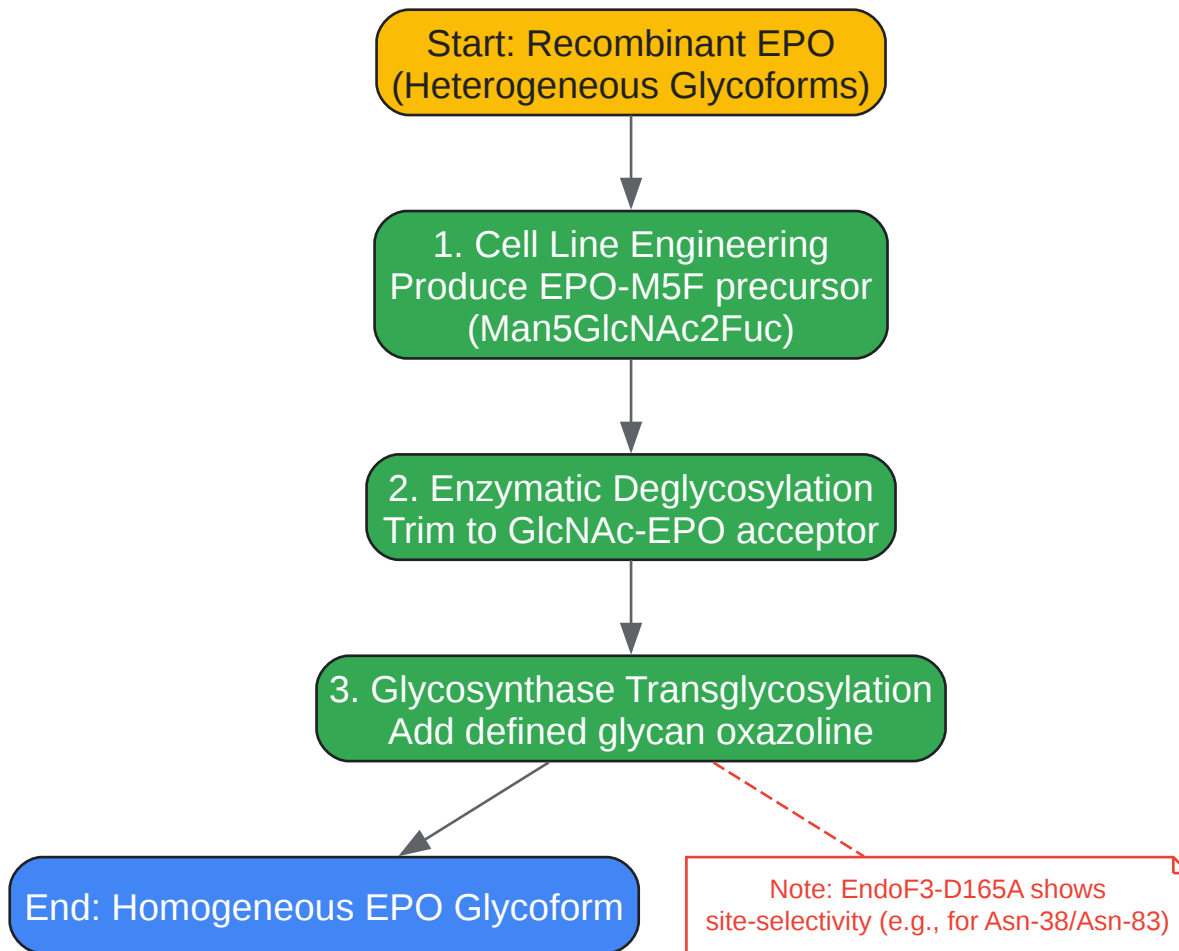 Start: Recombinant EPO
(Heterogeneous Glycoforms)
1. Cell Line Engineering
Produce EPO-M5F precursor
(Man5GlcNAc2Fuc)
2. Enzymatic Deglycosylation
Trim to GlcNAc-EPO acceptor
3. Glycosynthase Transglycosylation
Add defined glycan oxazoline
End: Homogeneous EPO Glycoform
Note: EndoF3-D165A shows
site-selectivity (e.g., for Asn-38/Asn-83)